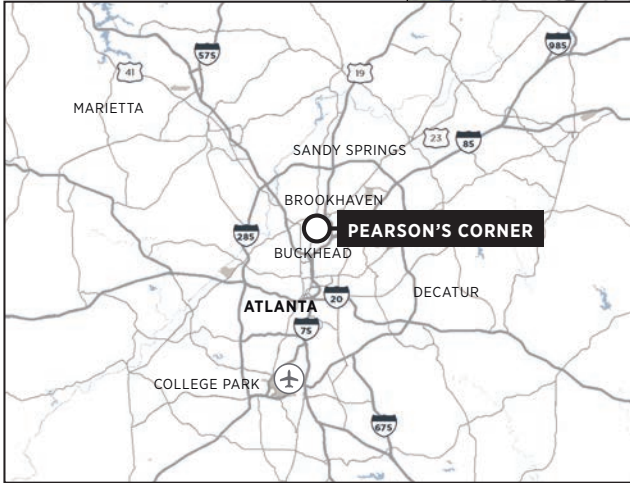 575
985
41
19
MARIETTA
23
85
SANDY SPRINGS
BROOKHAVEN
PEARSON'S CORNER
285
BUCKHEAD
DECATUR
20
ATLANTA
75
COLLEGE PARK
675